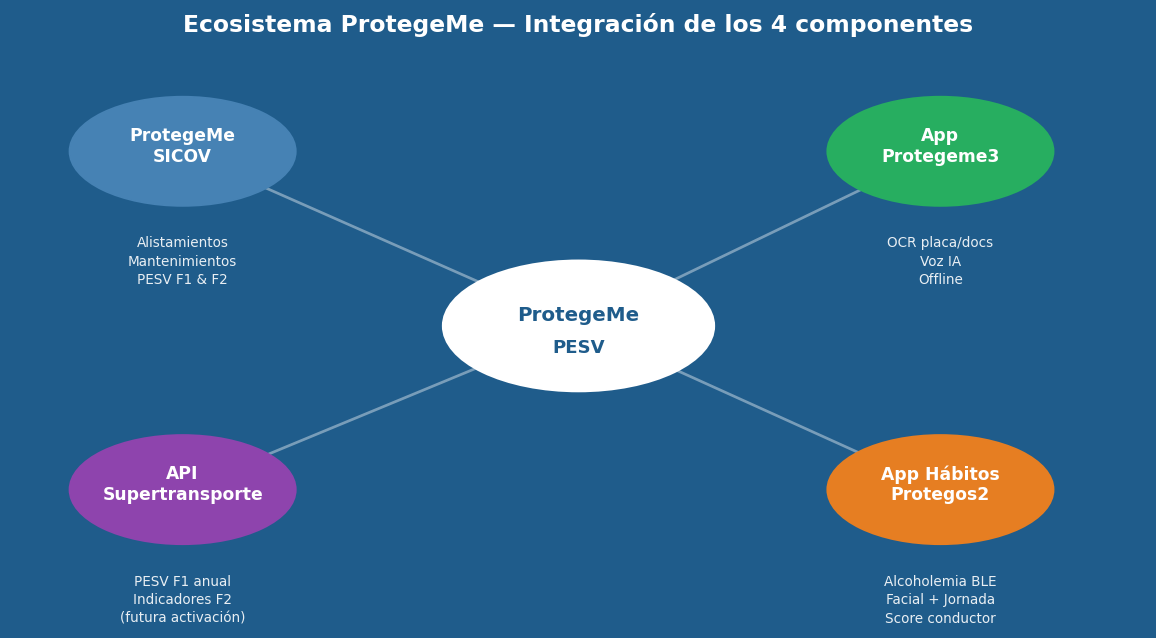 Ecosistema ProtegeMe — Integración de los 4 componentes
ProtegeMe
SICOV
Alistamientos
Mantenimientos
PESV F1 & F2
App
Protegeme3
OCR placa/docs
Voz IA
Offline
ProtegeMe
PESV
API
Supertransporte
PESV F1 anual
Indicadores F2
(futura activación)
App Hábitos
Protegos2
Alcoholemia BLE
Facial + Jornada
Score conductor